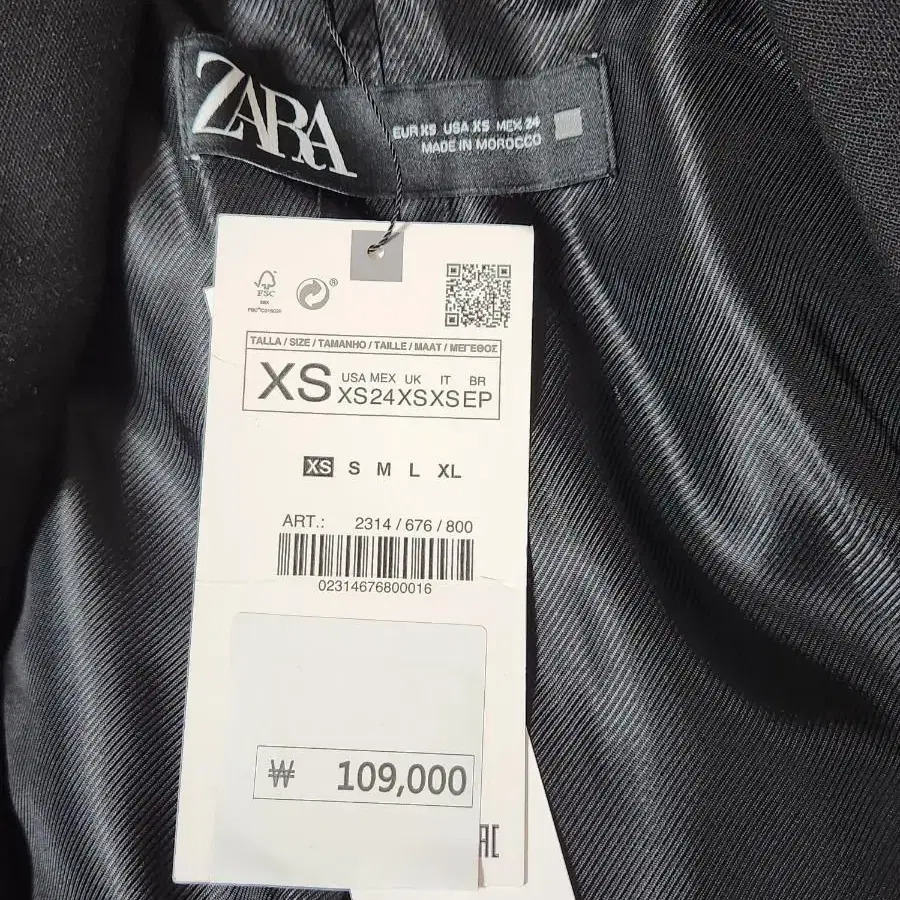 ZARA
EUR XS USA XS MEX 24
MADE IN MOROCCO
FSC
TALLA / SIZE / TAMANHO / TAILLE / MAAT / ΜΕΓΕΘΟΣ
XS
USA MEX UK IT BR
XS 24 XS XS EP
XS S M L XL
ART.: 2314 / 676 / 800
02314676800016
₩ 109,000